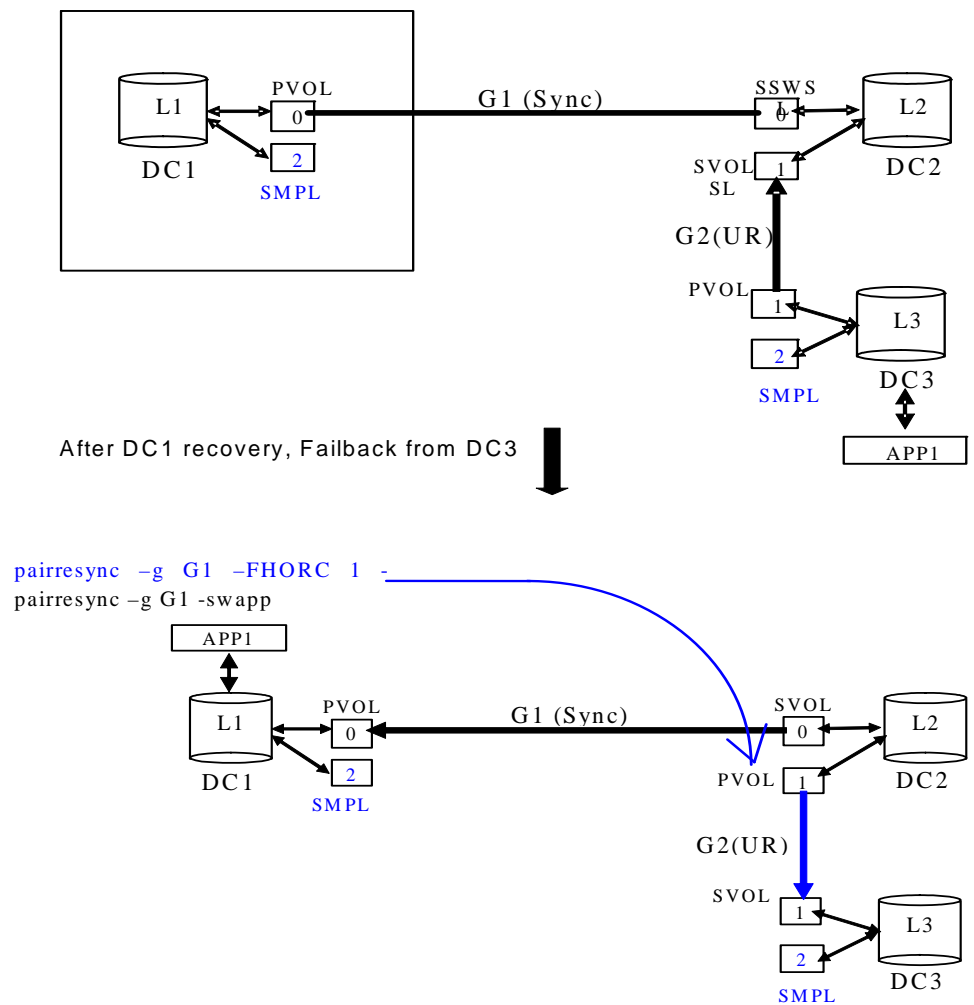 PVOL
G1 (Sync)
SSWS
L
L1
0
0
L2
DC1
2
SMPL
SVOL
SL
1
DC2
G2(UR)
PVOL
1
L3
2
SMPL
DC3
APP1
After DC1 recovery, Failback from DC3
pairresync –g G1 –FHORC 1 -
pairresync –g G1 -swapp
APP1
PVOL
G1 (Sync)
SVOL
L1
0
0
L2
DC1
2
SMPL
PVOL
1
DC2
G2(UR)
SVOL
1
L3
2
SMPL
DC3